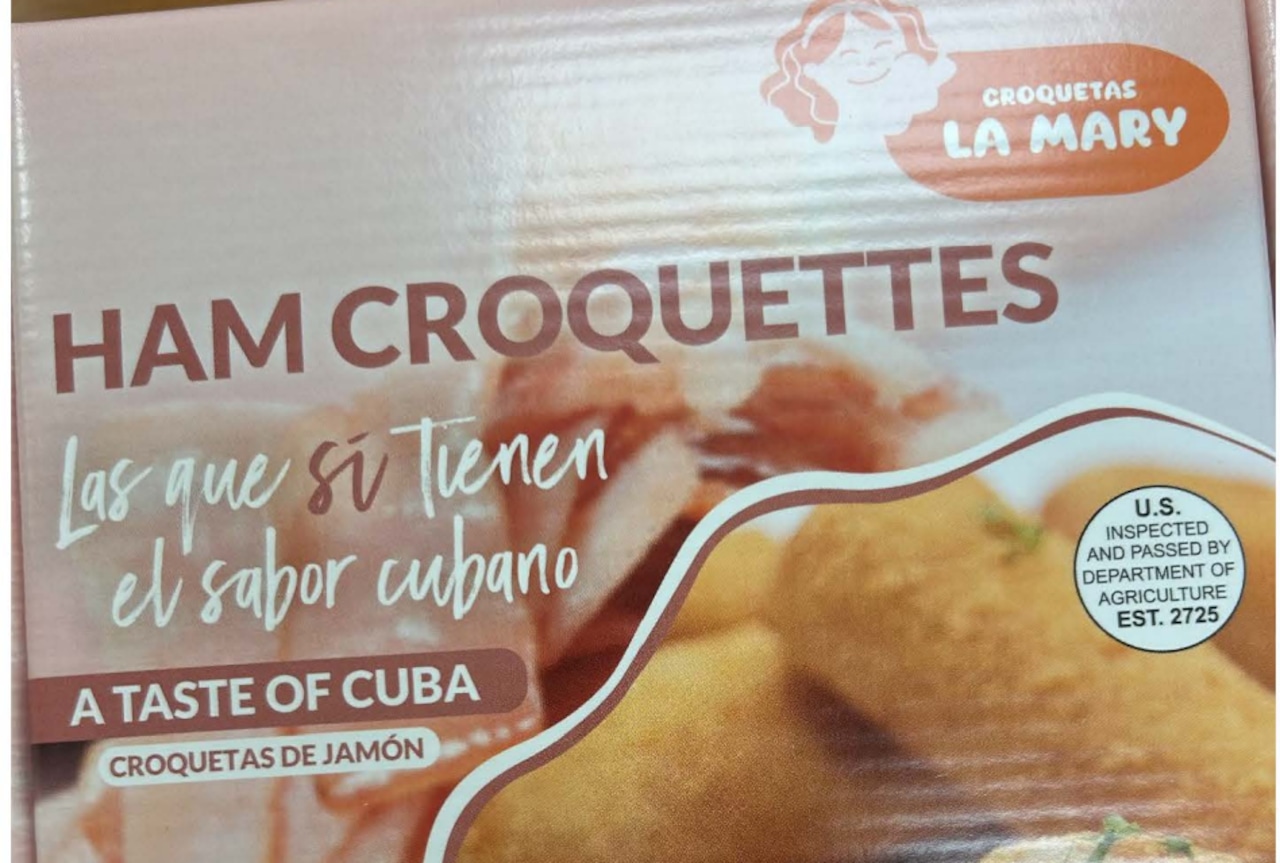 CROQUETAS
LA MARY
HAM CROQUETTES
Las que sí Tienen
el sabor cubano
A TASTE OF CUBA
CROQUETAS DE JAMÓN
U.S.
INSPECTED
AND PASSED BY
DEPARTMENT OF
AGRICULTURE
EST. 2725